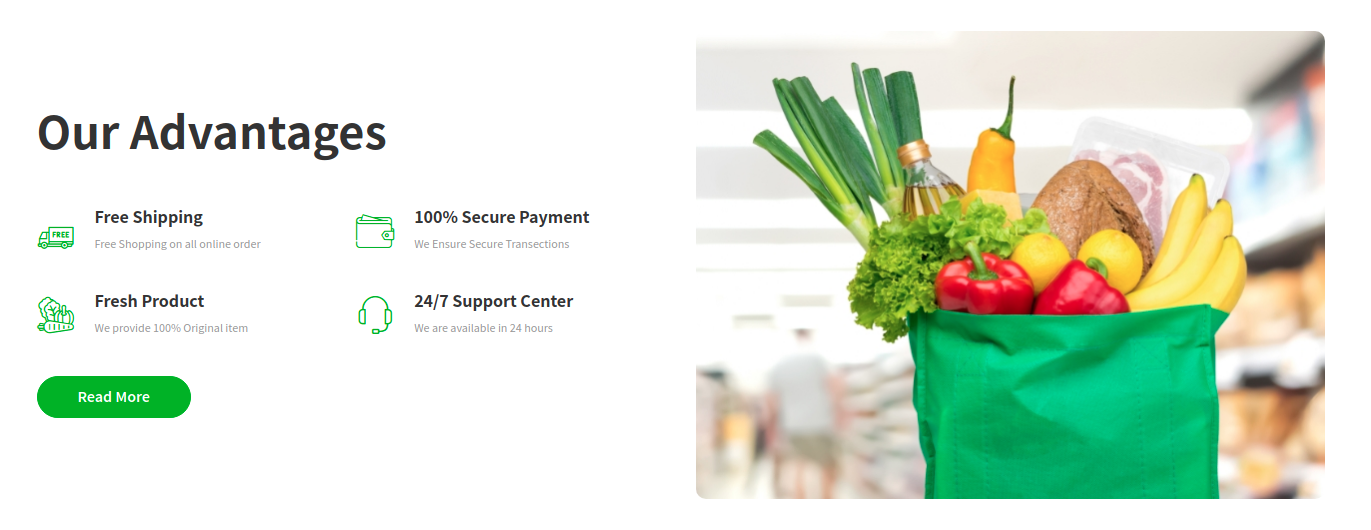 Our Advantages
FREE
Free Shipping
Free Shopping on all online order
100% Secure Payment
We Ensure Secure Transections
Fresh Product
We provide 100% Original item
24/7 Support Center
We are available in 24 hours
Read More